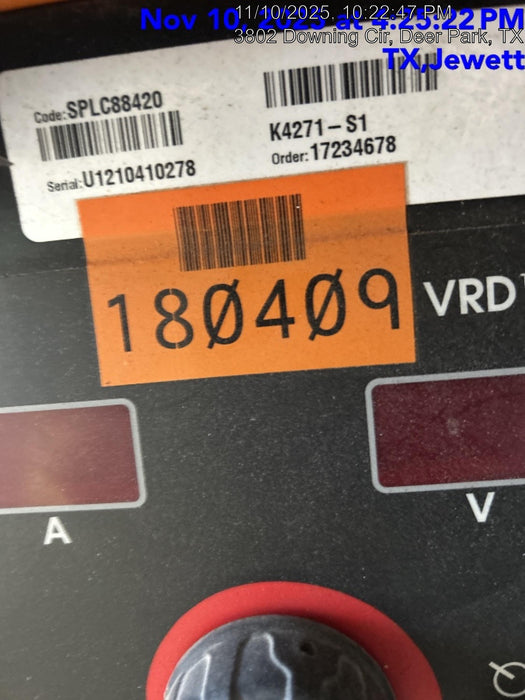 Nov 10, 2025 at 4:25:22 PM
11/10/2025. 10:22:47 PM
3802 Downing Cir, Deer Park, TX
TX,Jewett
Code:SPLC88420
K4271-S1
Serial:U1210410278
Order:17234678
180409
VRD
A
V